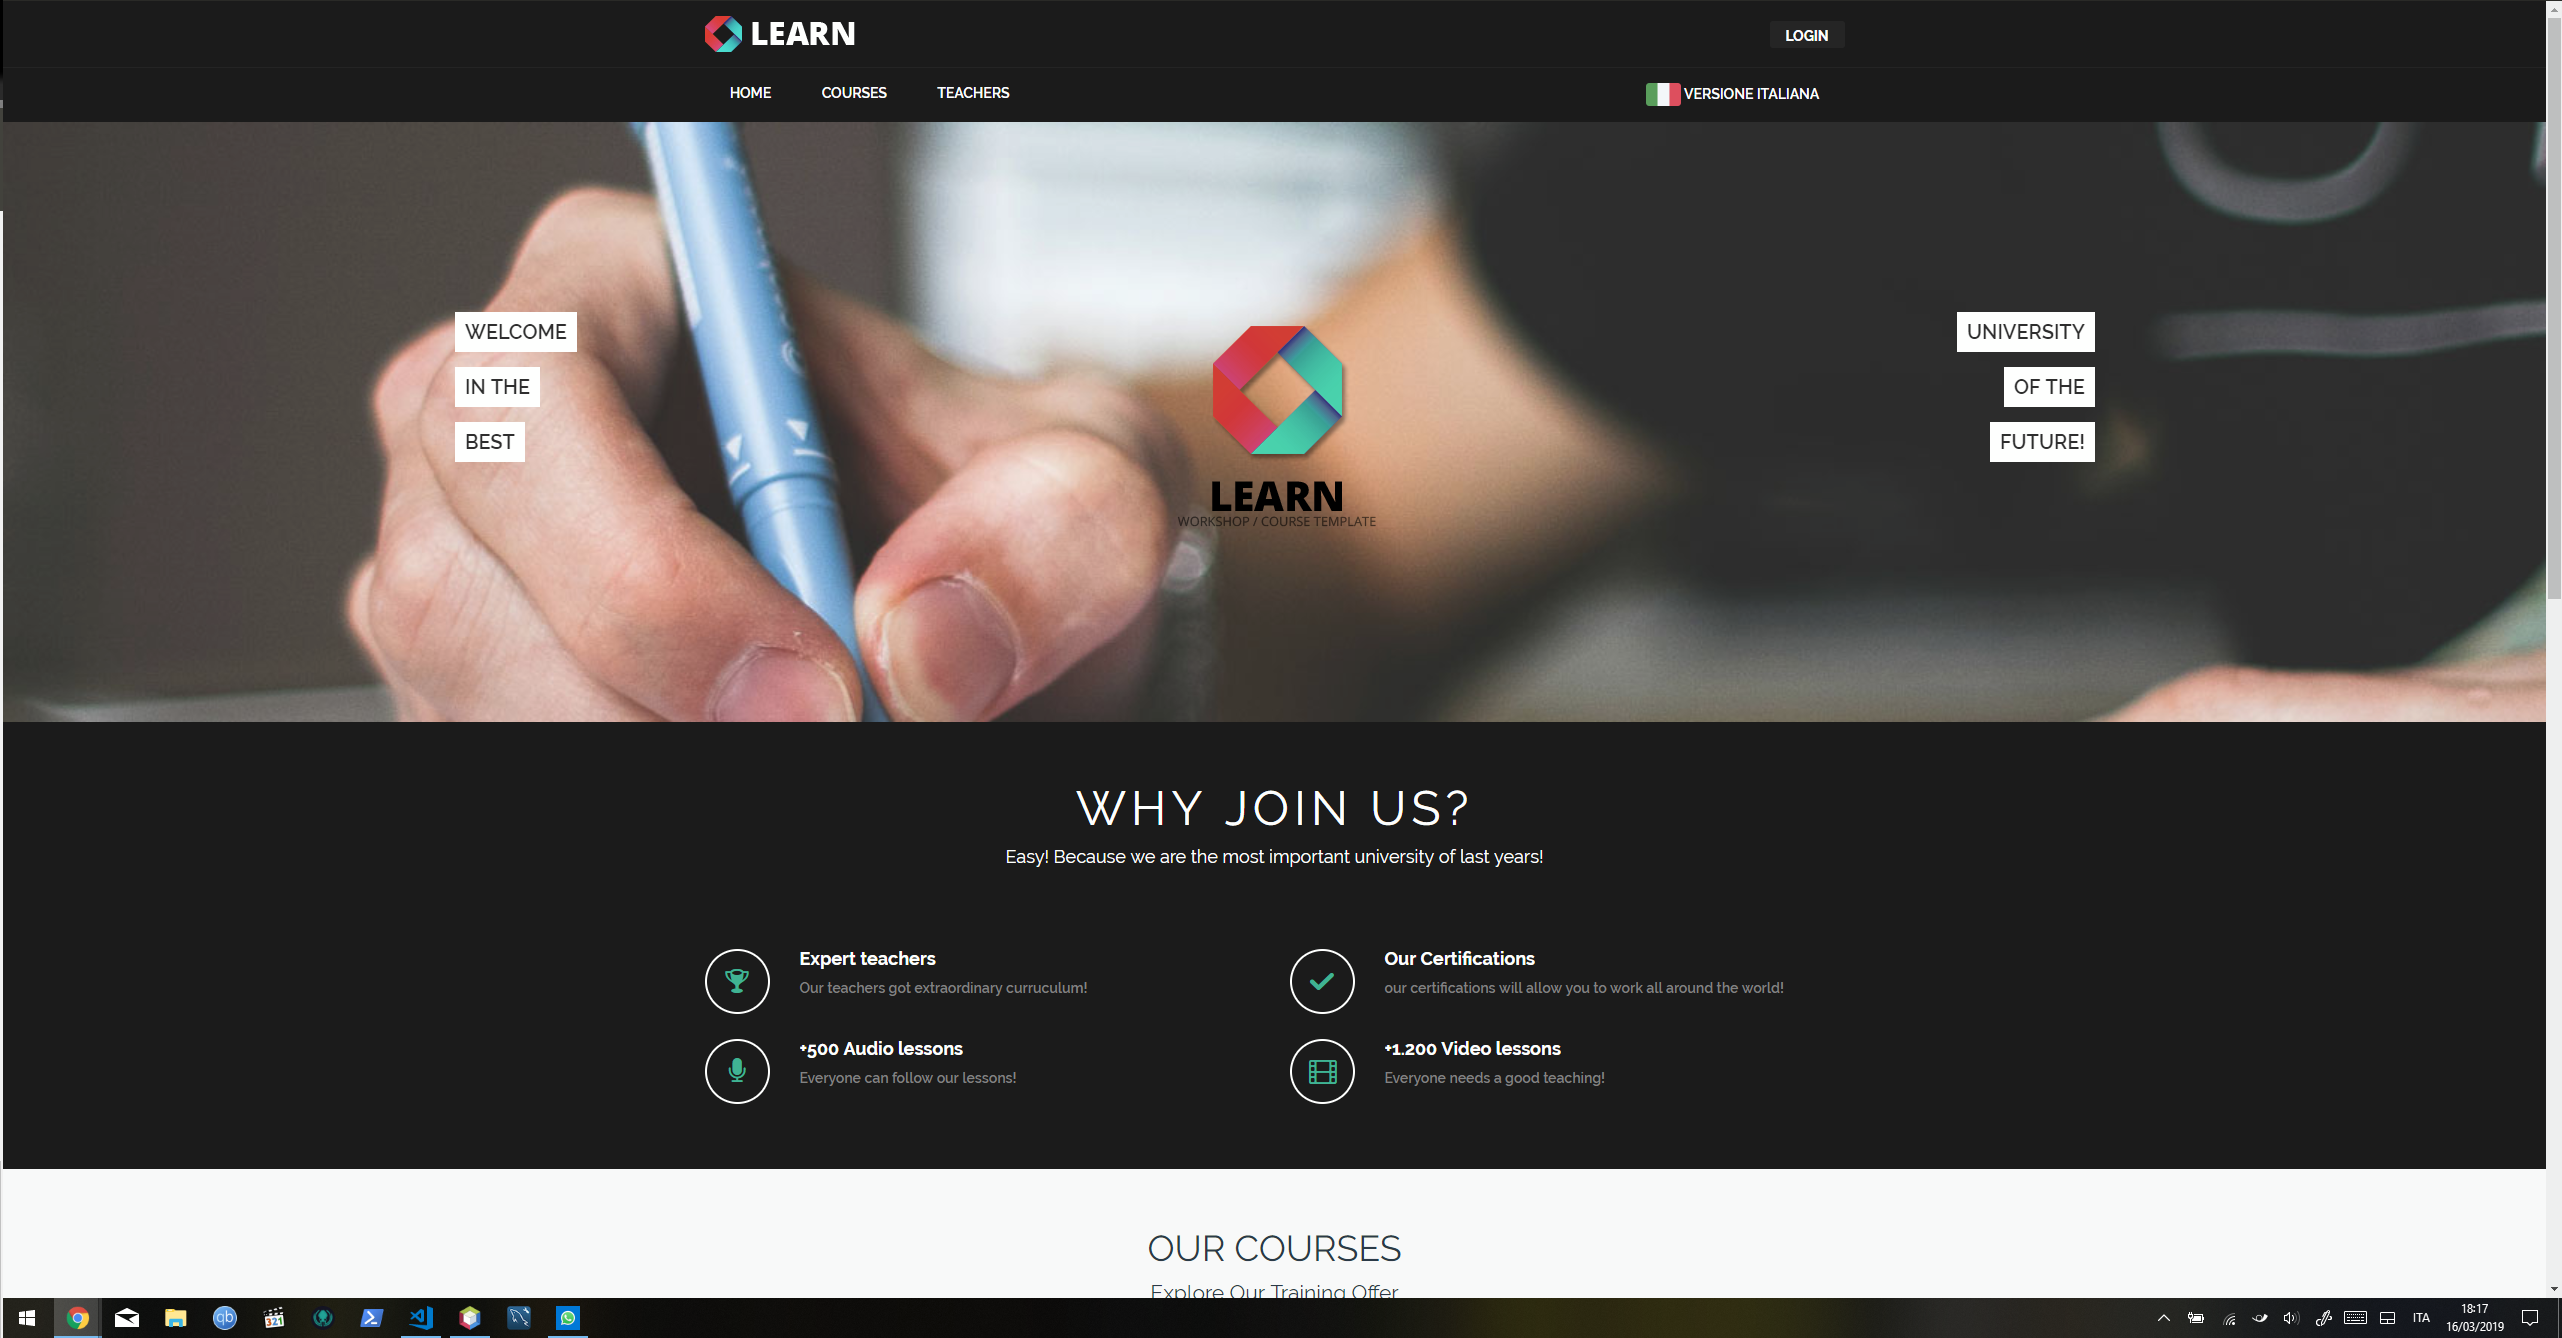 LEARN
LOGIN
HOME COURSES TEACHERS
VERSIONE ITALIANA
WELCOME
IN THE
BEST
UNIVERSITY
OF THE
FUTURE!
LEARN
WORKSHOP / COURSE TEMPLATE
WHY JOIN US?
Easy! Because we are the most important university of last years!
Expert teachers
Our teachers got extraordinary curruculum!
Our Certifications
our certifications will allow you to work all around the world!
+500 Audio lessons
Everyone can follow our lessons!
+1.200 Video lessons
Everyone needs a good teaching!
OUR COURSES
Explore Our Training Offer
qb
321
ITA
18:17
16/03/2019